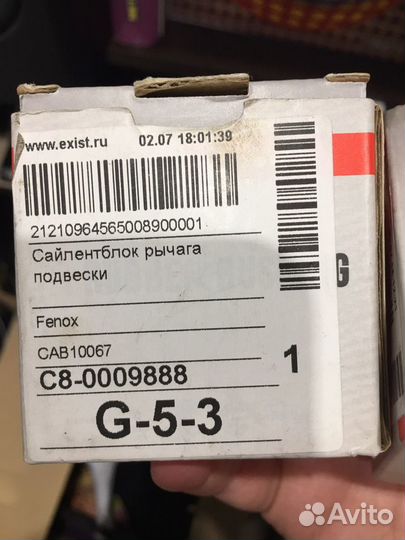 www.exist.ru 02.07 18:01:39
21210964565008900001
Сайлентблок рычага
подвески
Fenox
CAB10067
1
C8-0009888
G-5-3
G
Avito